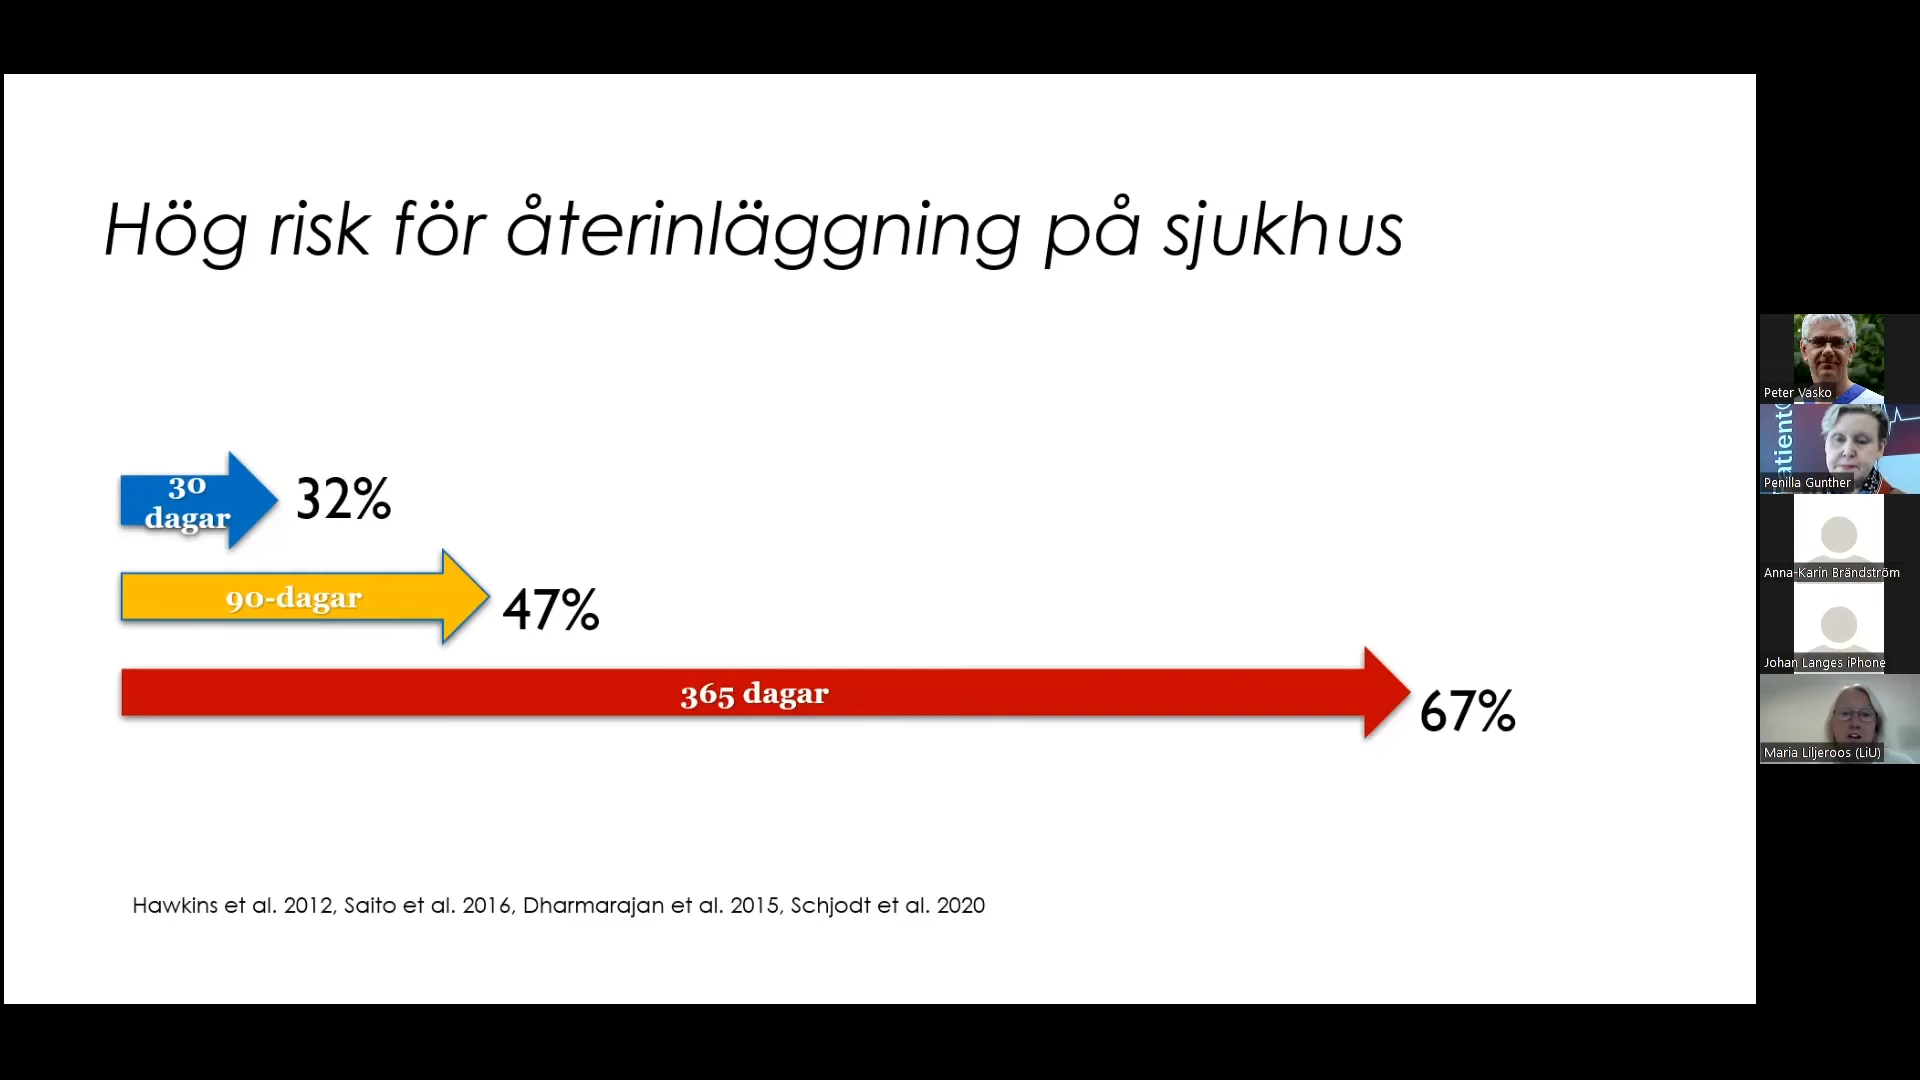 Hög risk för återinläggning på sjukhus
30
dagar
32%
90-dagar
47%
365 dagar
67%
Hawkins et al. 2012, Saito et al. 2016, Dharmarajan et al. 2015, Schjodt et al. 2020
Peter Vasko
atient
Penilla Gunther
Anna-Karin Brändström
Johan Langes iPhone
Maria Liljeroos (LiU)